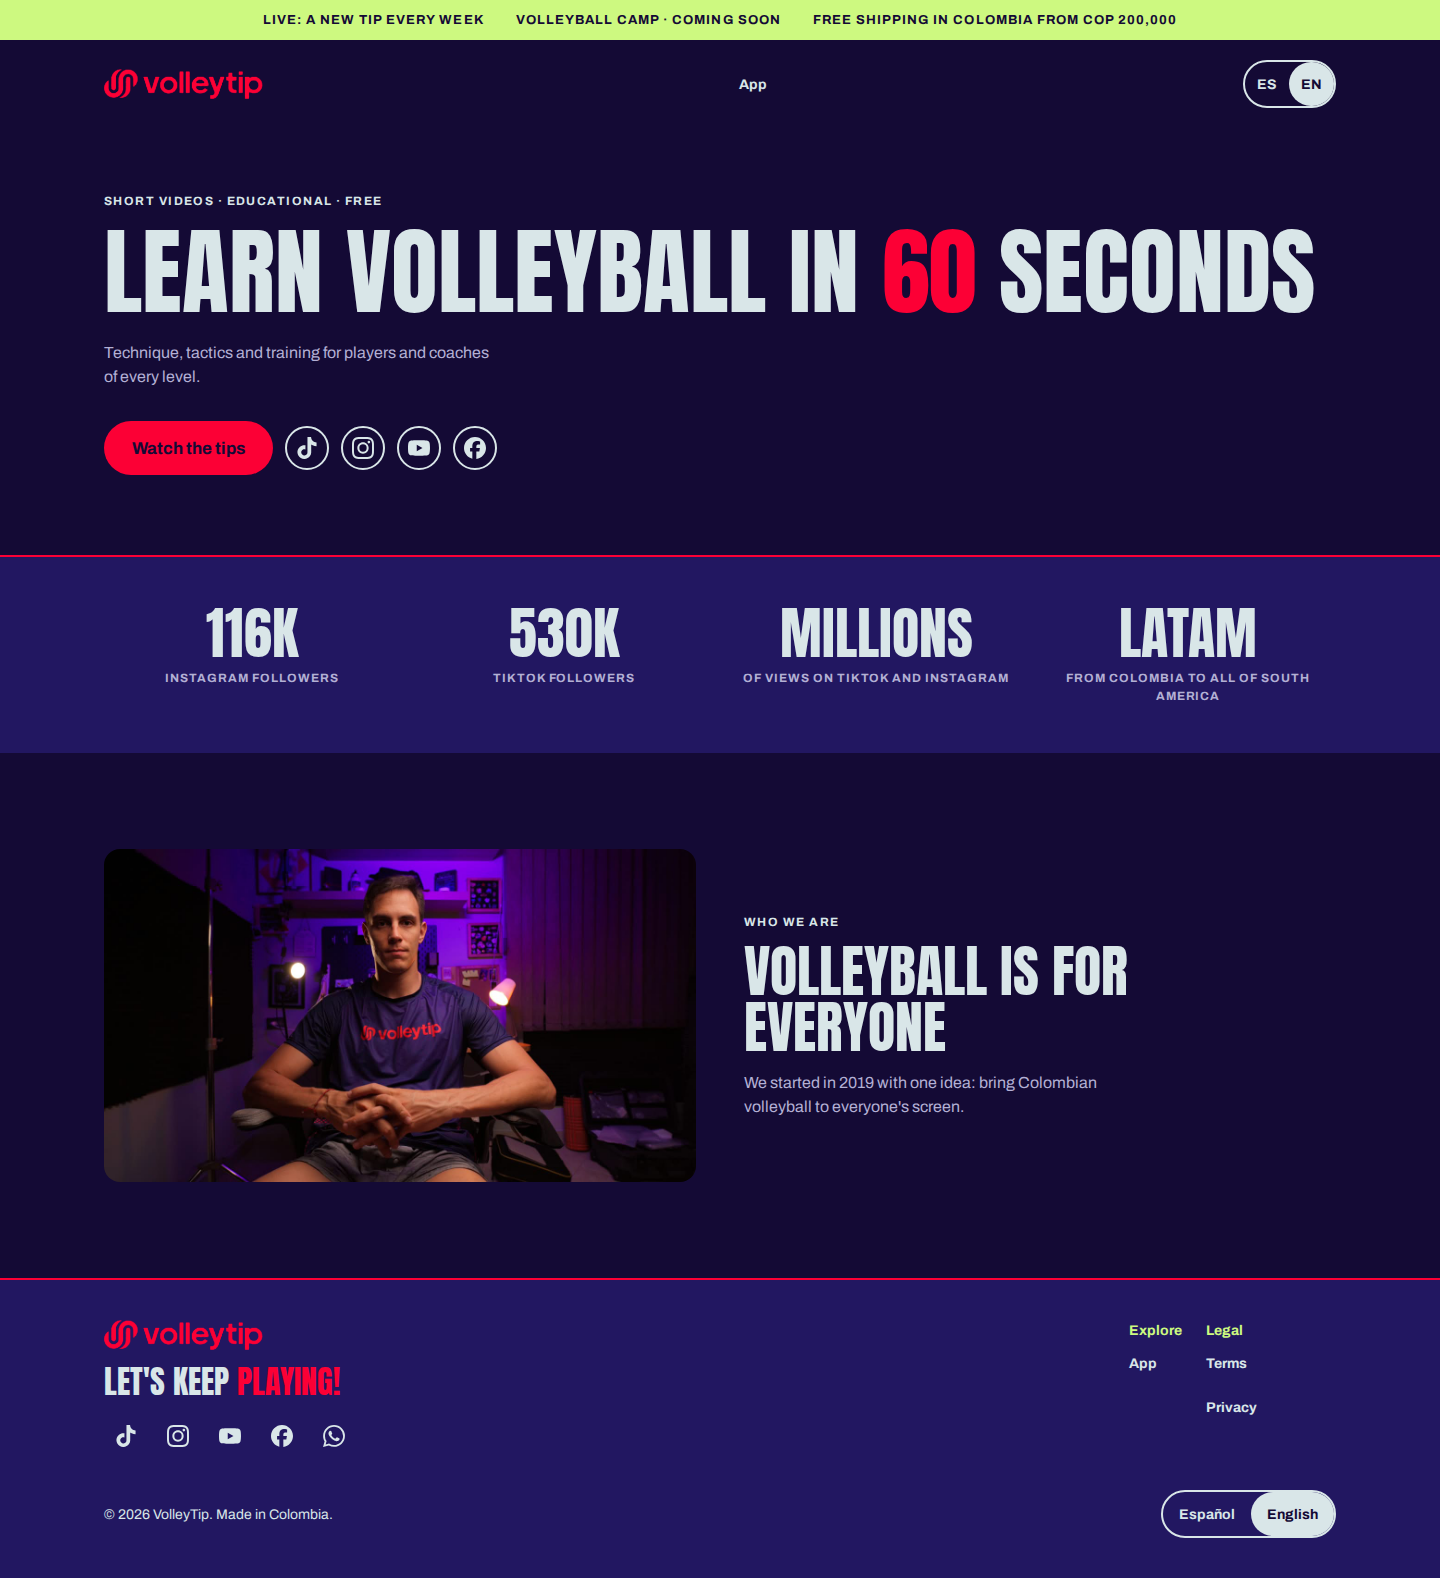 LIVE: A NEW TIP EVERY WEEK VOLLEYBALL CAMP · COMING SOON FREE SHIPPING IN COLOMBIA FROM COP 200,000
volleytip App ES EN
SHORT VIDEOS · EDUCATIONAL · FREE
LEARN VOLLEYBALL IN 60 SECONDS
Technique, tactics and training for players and coaches
of every level.
Watch the tips
116K 530K MILLIONS LATAM
INSTAGRAM FOLLOWERS TIKTOK FOLLOWERS OF VIEWS ON TIKTOK AND INSTAGRAM FROM COLOMBIA TO ALL OF SOUTH
AMERICA
volleytip
WHO WE ARE
VOLLEYBALL IS FOR
EVERYONE
We started in 2019 with one idea: bring Colombian
volleyball to everyone's screen.
volleytip
LET'S KEEP PLAYING!
Explore Legal
App Terms
Privacy
© 2026 VolleyTip. Made in Colombia.
Español English